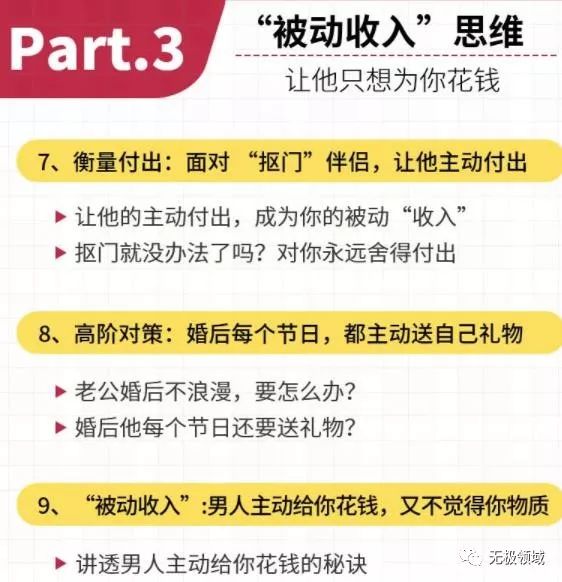 Part.3
“被动收入”思维
让他只想为你花钱
7、衡量付出：面对 “抠门”伴侣，让他主动付出
▶ 让他的主动付出，成为你的被动“收入”
▶ 抠门就没办法了吗？对你永远舍得付出
8、高阶对策：婚后每个节日，都主动送自己礼物
▶ 老公婚后不浪漫，要怎么办？
▶ 婚后他每个节日还要送礼物？
9、“被动收入”:男人主动给你花钱，又不觉得你物质
▶ 讲透男人主动给你花钱的秘诀
无极领域